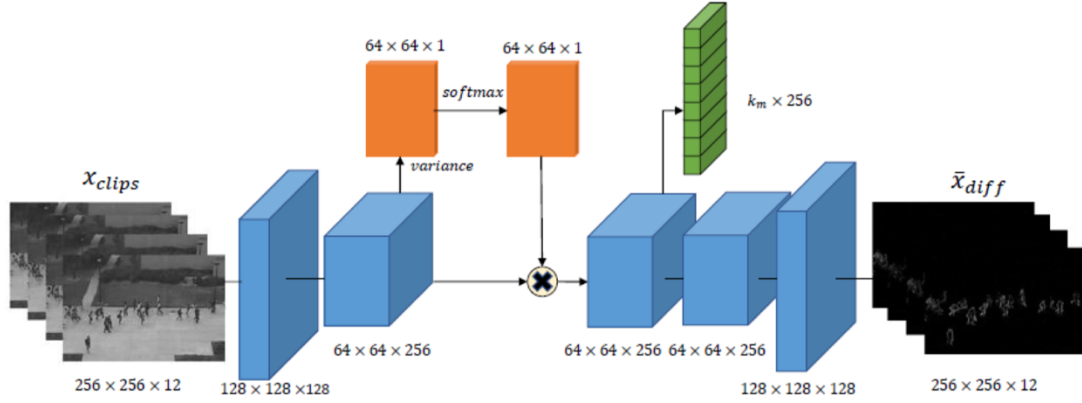 64 × 64 × 1
64 × 64 × 1
softmax
k_m × 256
variance
x_clips
x̄_diff
64 × 64 × 256
64 × 64 × 256
64 × 64 × 256
256 × 256 × 12
128 × 128 ×128
128 × 128 × 128
256 × 256 × 12